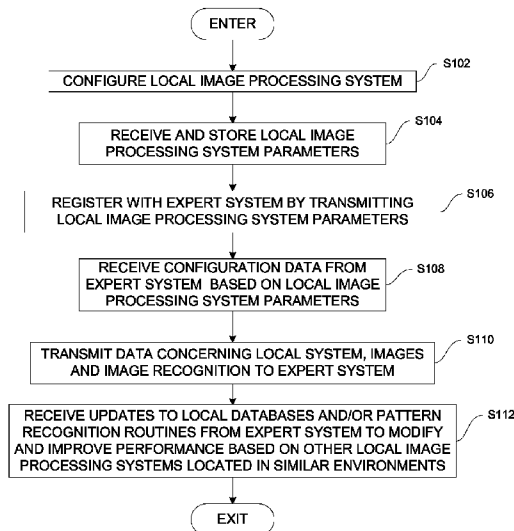 ENTER
S102
CONFIGURE LOCAL IMAGE PROCESSING SYSTEM
S104
RECEIVE AND STORE LOCAL IMAGE
PROCESSING SYSTEM PARAMETERS
S106
REGISTER WITH EXPERT SYSTEM BY TRANSMITTING
LOCAL IMAGE PROCESSING SYSTEM PARAMETERS
S108
RECEIVE CONFIGURATION DATA FROM
EXPERT SYSTEM BASED ON LOCAL IMAGE
PROCESSING SYSTEM PARAMETERS
S110
TRANSMIT DATA CONCERNING LOCAL SYSTEM, IMAGES
AND IMAGE RECOGNITION TO EXPERT SYSTEM
S112
RECEIVE UPDATES TO LOCAL DATABASES AND/OR PATTERN
RECOGNITION ROUTINES FROM EXPERT SYSTEM TO MODIFY
AND IMPROVE PERFORMANCE BASED ON OTHER LOCAL IMAGE
PROCESSING SYSTEMS LOCATED IN SIMILAR ENVIRONMENTS
EXIT